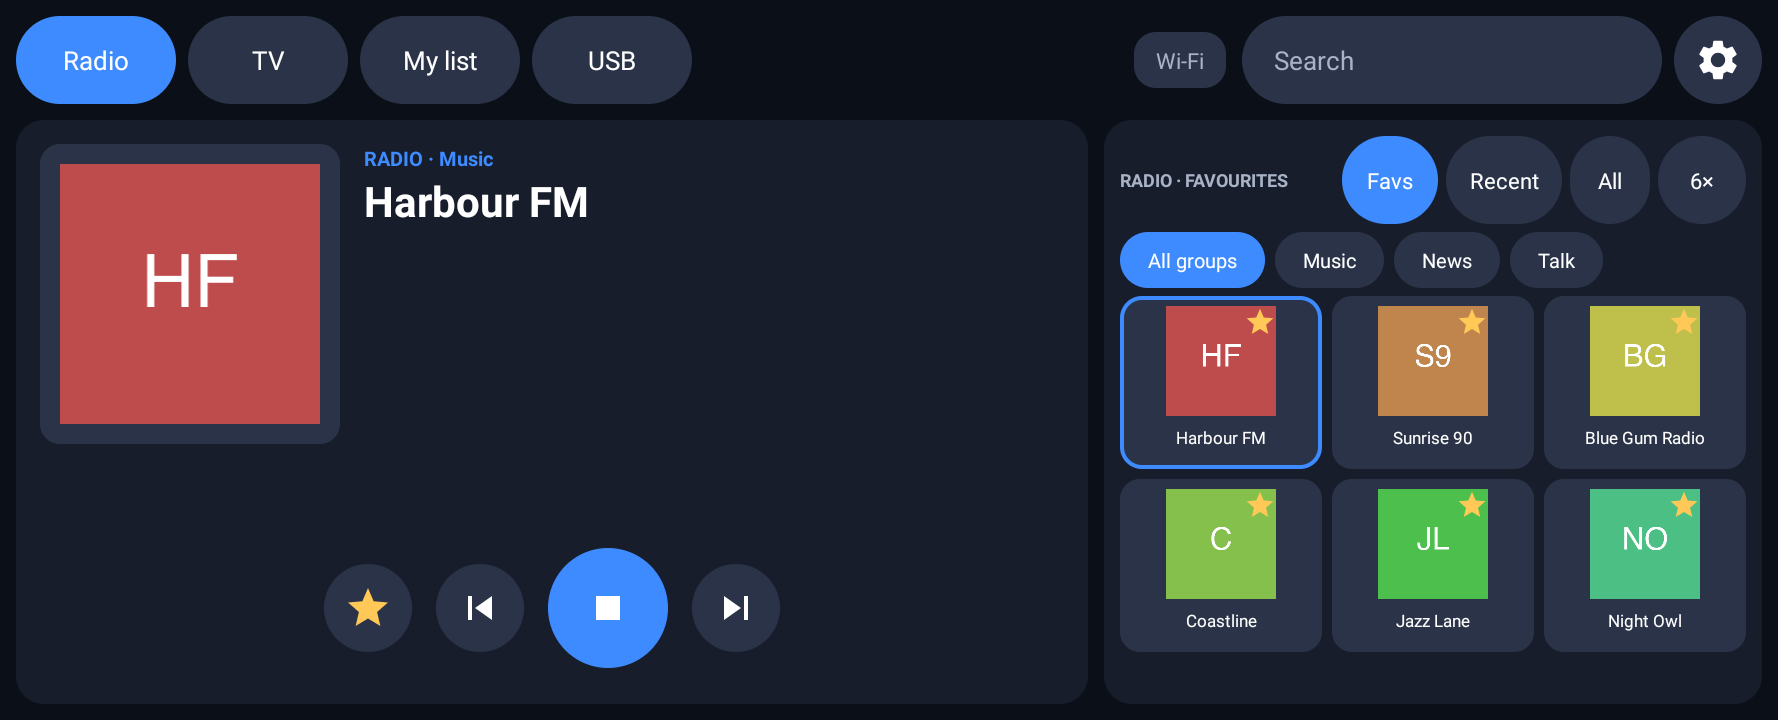 Radio
TV
My list
USB
Wi-Fi
Search
HF
RADIO · Music
Harbour FM
RADIO · FAVOURITES
Favs
Recent
All
6×
All groups
Music
News
Talk
HF
Harbour FM
S9
Sunrise 90
BG
Blue Gum Radio
C
Coastline
JL
Jazz Lane
NO
Night Owl